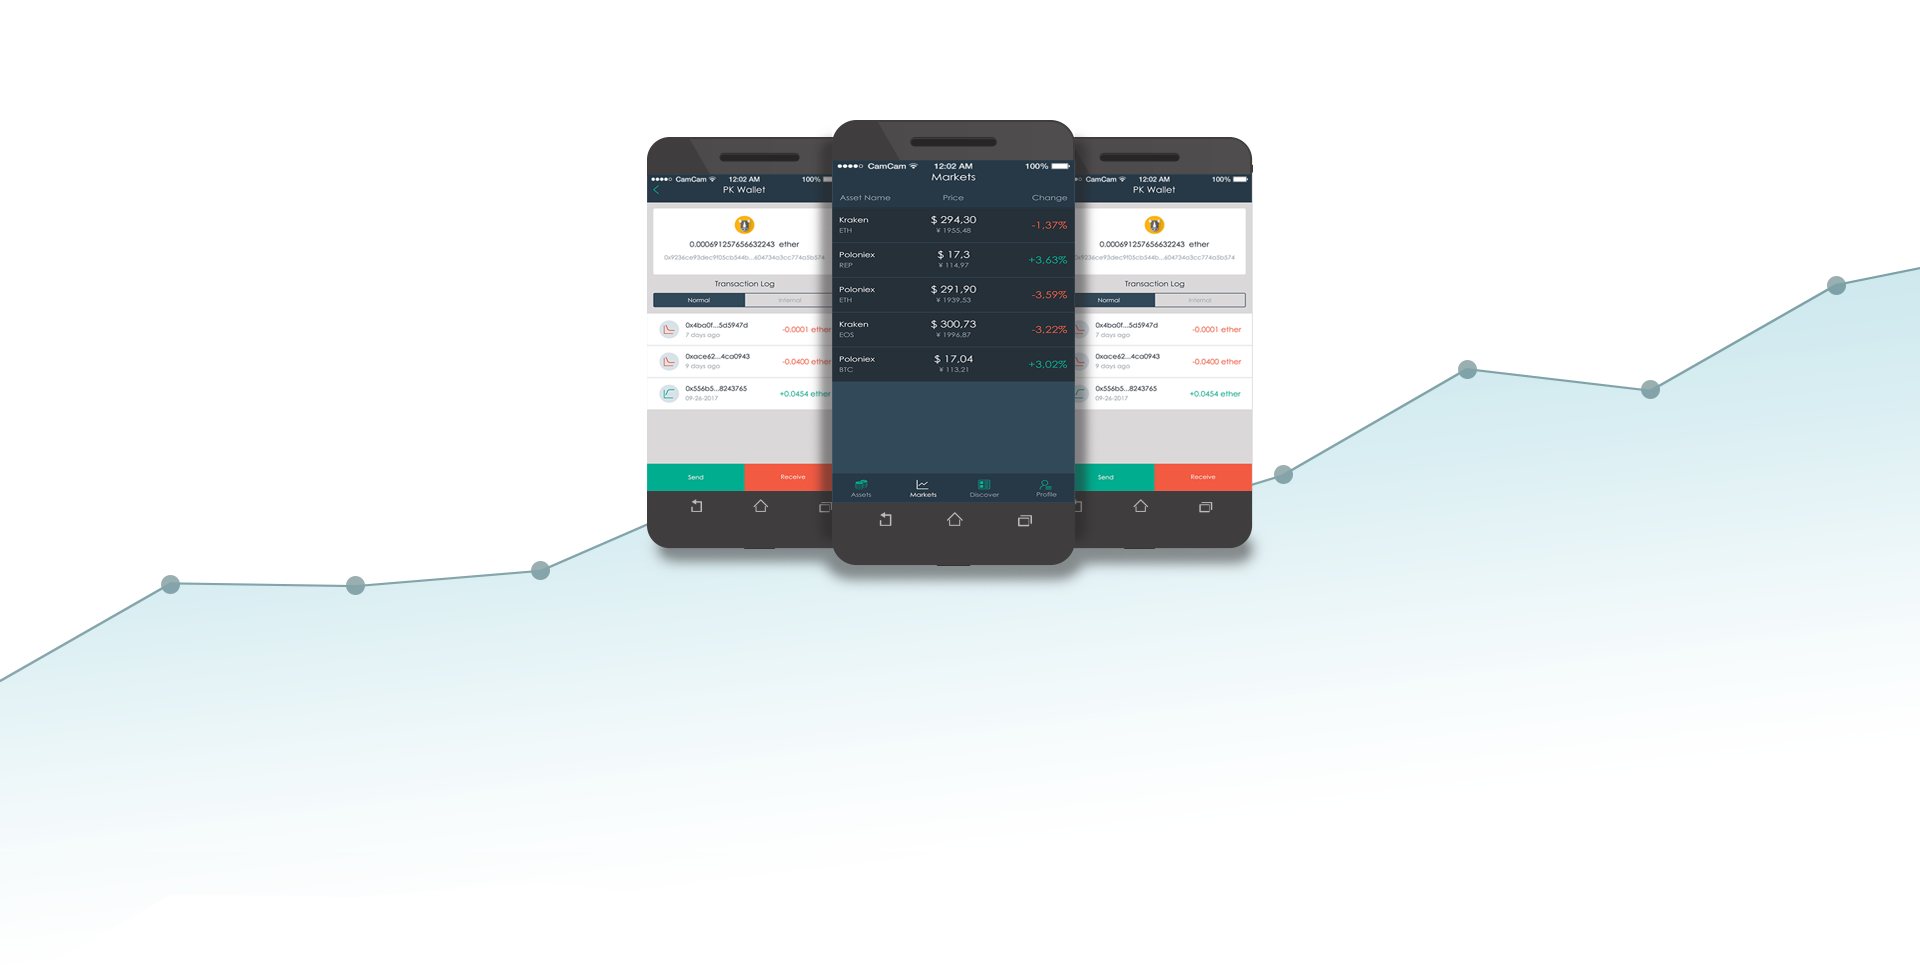 CamCam 12:02 AM 100%
PK Wallet
0.000691257656632243 ether
0x9236ce93dec9f05cb544b...604734a3cc774a5b574
Transaction Log
Normal Internal
0x4ba0f...5d5947d
7 days ago
-0.0001 ether
0xace62...4ca0943
9 days ago
-0.0400 ether
0x556b5...8243765
09-26-2017
+0.0454 ether
Send Receive
CamCam 12:02 AM 100%
Markets
Asset Name Price Change
Kraken $ 294,30 -1,37%
ETH ¥ 1955,48
Poloniex $ 17,3 +3,63%
REP ¥ 114,97
Poloniex $ 291,90 -3,59%
ETH ¥ 1939,53
Kraken $ 300,73 -3,22%
EOS ¥ 1996,87
Poloniex $ 17,04 +3,02%
BTC ¥ 113,21
Assets Markets Discover Profile
CamCam 12:02 AM 100%
PK Wallet
0.000691257656632243 ether
0x9236ce93dec9f05cb544b...604734a3cc774a5b574
Transaction Log
Normal Internal
0x4ba0f...5d5947d
7 days ago
-0.0001 ether
0xace62...4ca0943
9 days ago
-0.0400 ether
0x556b5...8243765
09-26-2017
+0.0454 ether
Send Receive